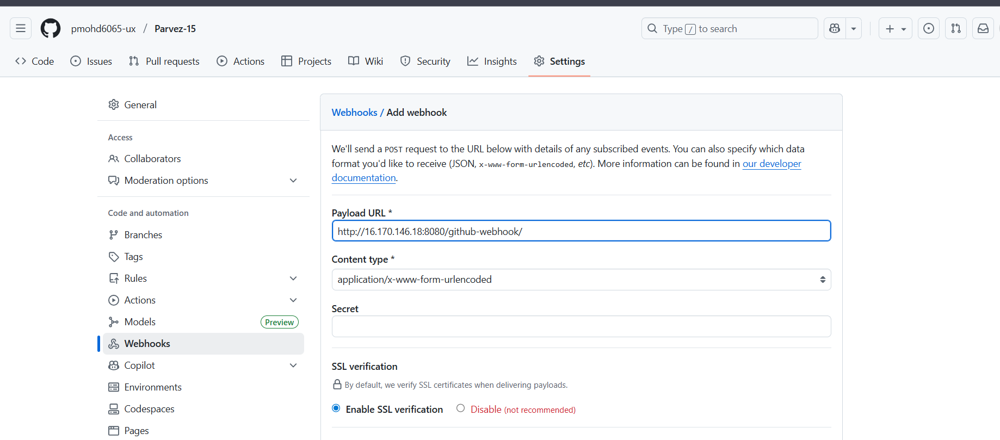 pmohd6065-ux / Parvez-15
Type / to search
Code Issues Pull requests Actions Projects Wiki Security Insights Settings
General
Access
Collaborators
Moderation options
Code and automation
Branches
Tags
Rules
Actions
Models Preview
Webhooks
Copilot
Environments
Codespaces
Pages
Webhooks / Add webhook
We'll send a POST request to the URL below with details of any subscribed events. You can also specify which data
format you'd like to receive (JSON, x-www-form-urlencoded, etc). More information can be found in our developer
documentation.
Payload URL *
http://16.170.146.18:8080/github-webhook/
Content type *
application/x-www-form-urlencoded
Secret
SSL verification
By default, we verify SSL certificates when delivering payloads.
Enable SSL verification Disable (not recommended)